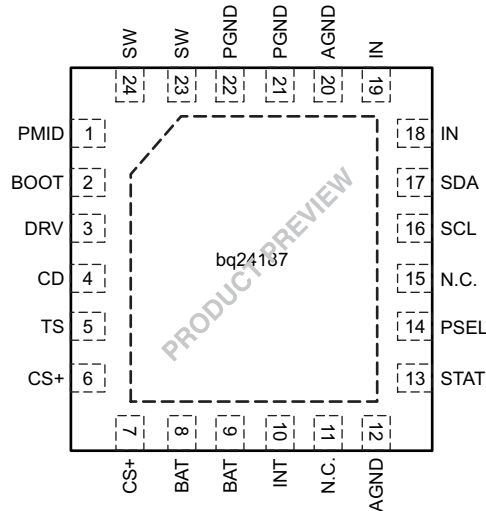 SW SW PGND PGND AGND IN
24 23 22 21 20 19
PMID 1
BOOT 2
DRV 3
CD 4
TS 5
CS+ 6
18 IN
17 SDA
16 SCL
15 N.C.
14 PSEL
13 STAT
bq24187
PRODUCT PREVIEW
7 8 9 10 11 12
CS+ BAT BAT INT N.C. AGND